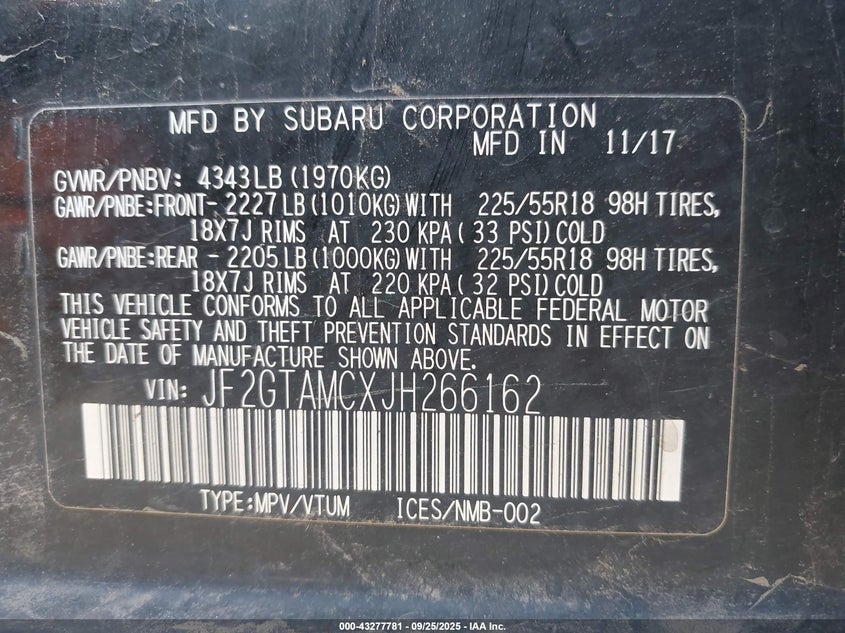 MFD BY SUBARU CORPORATION
MFD IN 11/17
GVWR/PNBV: 4343LB (1970KG)
GAWR/PNBE:FRONT- 2227LB (1010KG) WITH 225/55R18 98H TIRES,
18X7J RIMS AT 230 KPA ( 33 PSI) COLD
GAWR/PNBE:REAR - 2205LB (1000KG) WITH 225/55R18 98H TIRES,
18X7J RIMS AT 220 KPA ( 32 PSI) COLD
THIS VEHICLE CONFORMS TO ALL APPLICABLE FEDERAL MOTOR
VEHICLE SAFETY AND THEFT PREVENTION STANDARDS IN EFFECT ON
THE DATE OF MANUFACTURE SHOWN ABOVE.
VIN: JF2GTAMCXJH266162
TYPE:MPV/VTUM ICES/NMB-002
000-43277781 - 09/25/2025 - IAA Inc.